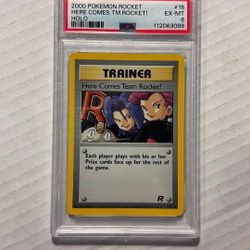 2000 POKEMON ROCKET #15
HERE COMES TM.ROCKET! EX-MT
HOLO 6
PSA 112063089
TRAINER
Here Comes Team Rocket!
R
Each player plays with his or her
Prize cards face up for the rest
of the game.